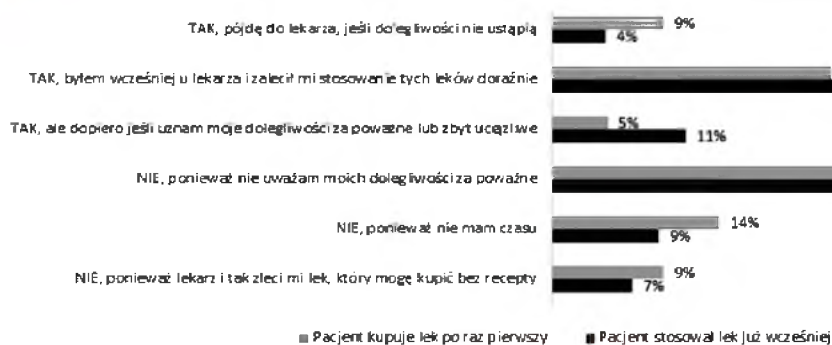 TAK, pójdę do lekarza, jeśli dolegliwości nie ustąpią
9%
4%
TAK, byłem wcześniej u lekarza i zalecił mi stosowanie tych leków doraźnie
TAK, ale dopiero jeśli uznam moje dolegliwości za poważne lub zbyt uciążliwe
5%
11%
NIE, ponieważ nie uważam moich dolegliwości za poważne
NIE, ponieważ nie mam czasu
14%
9%
NIE, ponieważ lekarz i tak zleci mi lek, który mogę kupić bez recepty
9%
7%
Pacjent kupuje lek po raz pierwszy
Pacjent stosował lek już wcześniej